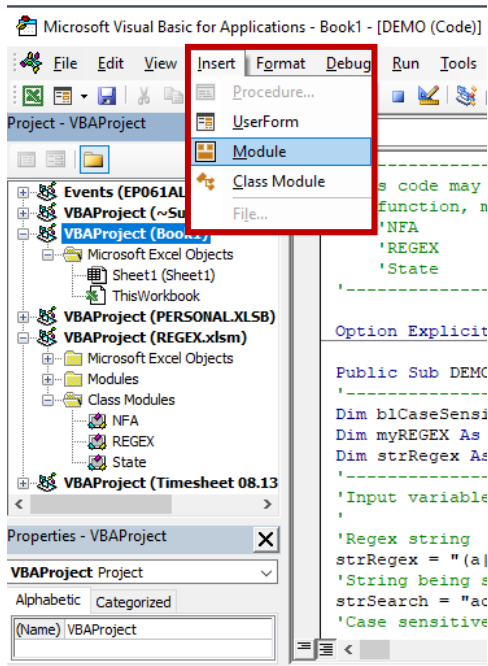 Microsoft Visual Basic for Applications - Book1 - [DEMO (Code)]
File Edit View Insert Format Debug Run Tools
Procedure...
UserForm
Module
Class Module
File...
Project - VBAProject
Events (EP061AL
VBAProject (~Su
VBAProject (Book1)
Microsoft Excel Objects
Sheet1 (Sheet1)
ThisWorkbook
VBAProject (PERSONAL.XLSB)
VBAProject (REGEX.xlsm)
Microsoft Excel Objects
Modules
Class Modules
NFA
REGEX
State
VBAProject (Timesheet 08.13
Properties - VBAProject
VBAProject Project
Alphabetic Categorized
(Name) VBAProject
'---------------
s code may
function, m
'NFA
'REGEX
'State
'---------------
Option Explicit
Public Sub DEMO
'---------------
Dim blCaseSensi
Dim myREGEX As
Dim strRegex As
'---------------
'Input variable
'
'Regex string
strRegex = "(a|
'String being s
strSearch = "ac
'Case sensitive